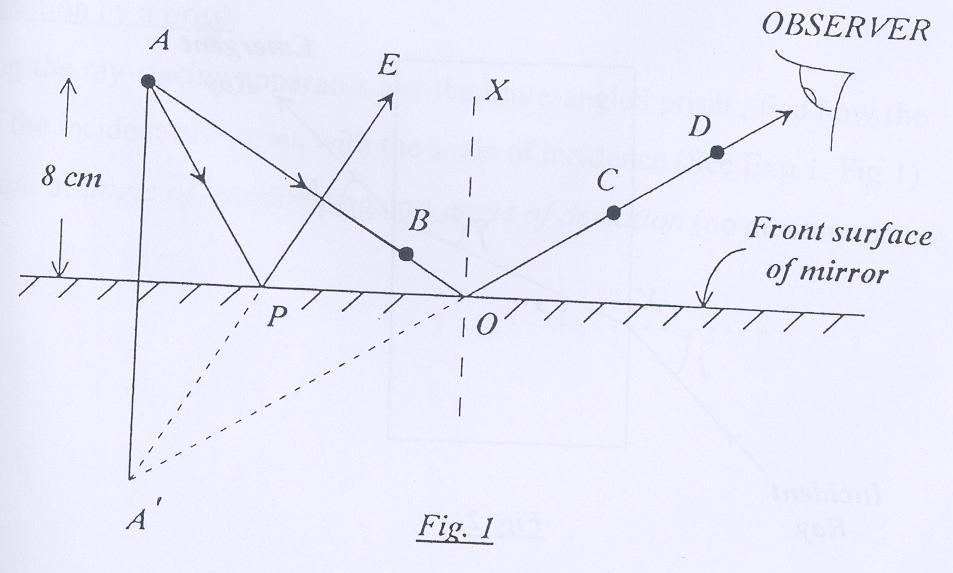 OBSERVER
A
E
X
D
8 cm
C
B
Front surface
of mirror
P
O
A'
Fig. 1